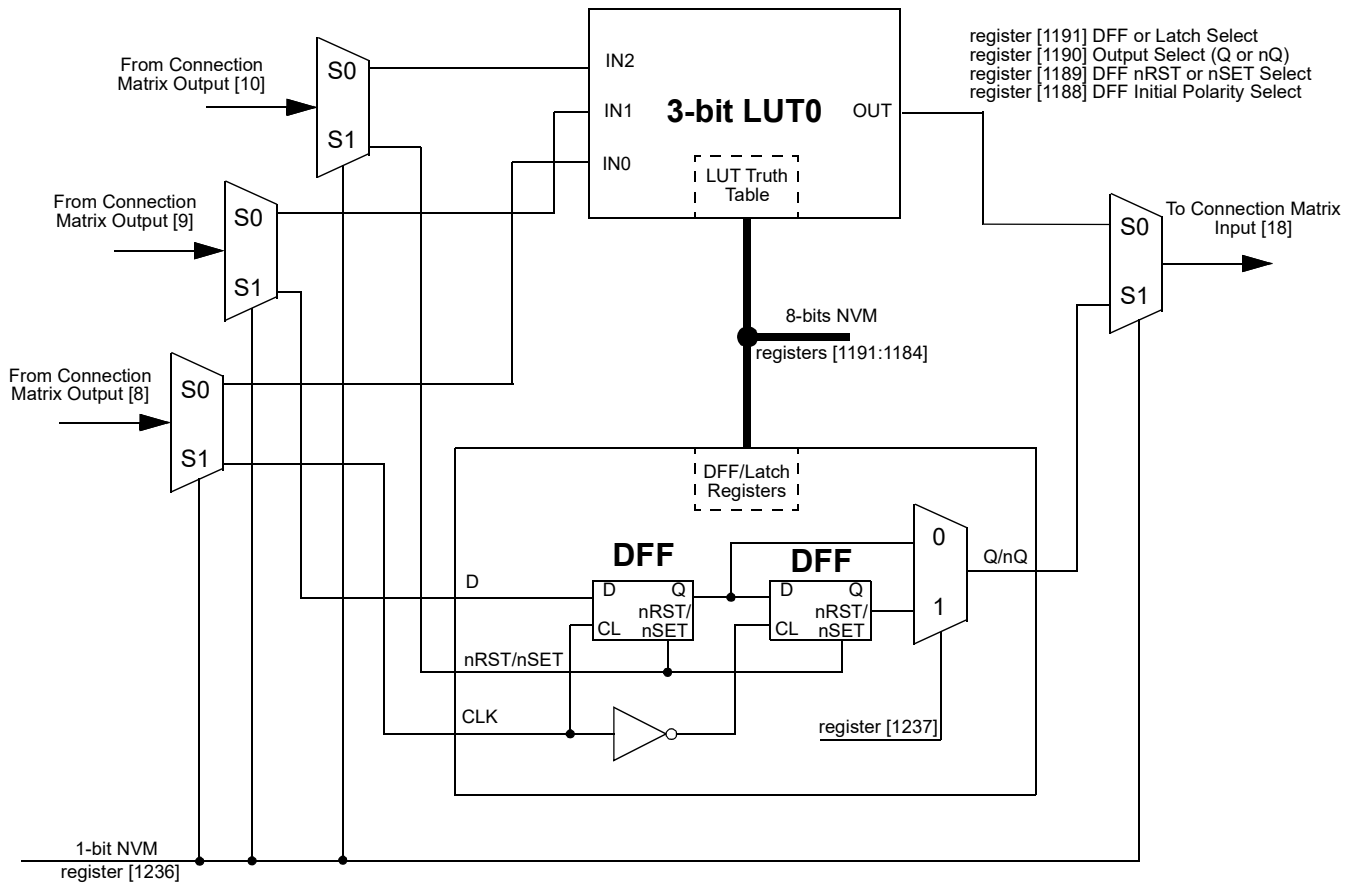 register [1191] DFF or Latch Select
register [1190] Output Select (Q or nQ)
register [1189] DFF nRST or nSET Select
register [1188] DFF Initial Polarity Select
From Connection
Matrix Output [10]
S0
S1
IN2
IN1
IN0
3-bit LUT0
OUT
LUT Truth
Table
From Connection
Matrix Output [9]
S0
S1
To Connection Matrix
Input [18]
S0
S1
8-bits NVM
registers [1191:1184]
From Connection
Matrix Output [8]
S0
S1
DFF/Latch
Registers
DFF
DFF
D
D
Q
nRST/
nSET
CL
D
Q
nRST/
nSET
CL
0
1
Q/nQ
nRST/nSET
CLK
register [1237]
1-bit NVM
register [1236]